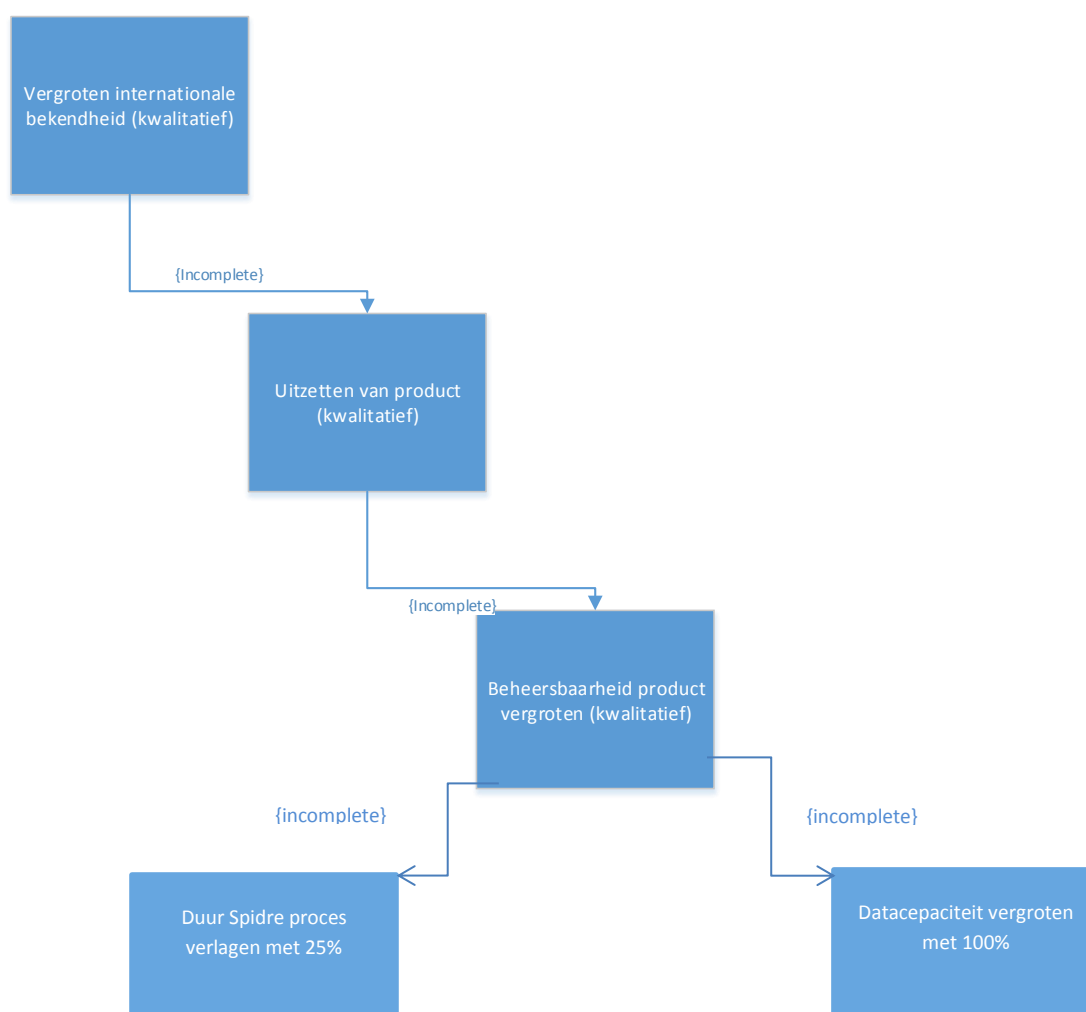 Vergroten internationale
bekendheid (kwalitatief)
{Incomplete}
Uitzetten van product
(kwalitatief)
{Incomplete}
Beheersbaarheid product
vergroten (kwalitatief)
{incomplete}
{incomplete}
Duur Spidre proces
verlagen met 25%
Datacepaciteit vergroten
met 100%